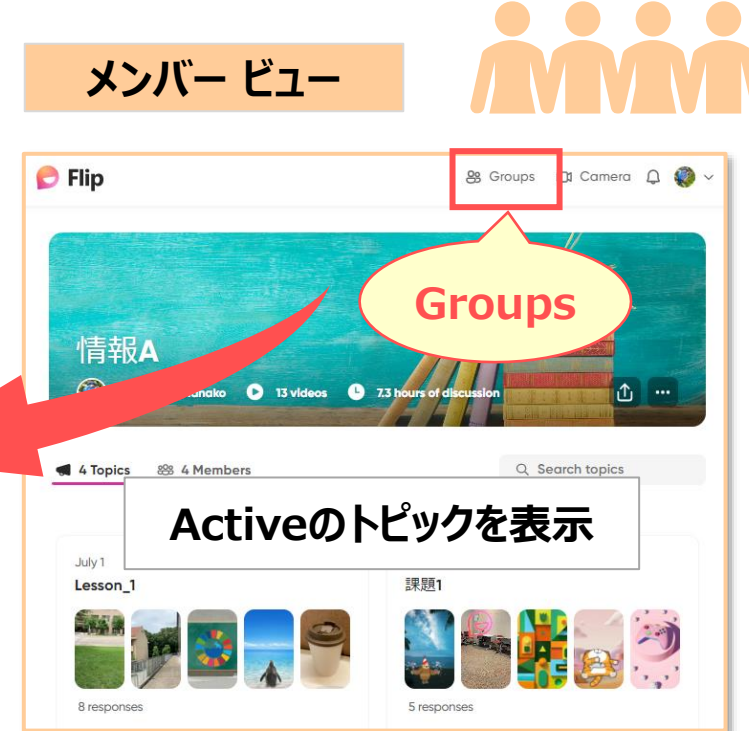 メンバー ビュー
Flip
Groups
Camera
Groups
情報A
13 videos
7.3 hours of discussion
4 Topics
4 Members
Search topics
Activeのトピックを表示
July 1
Lesson_1
課題1
8 responses
5 responses